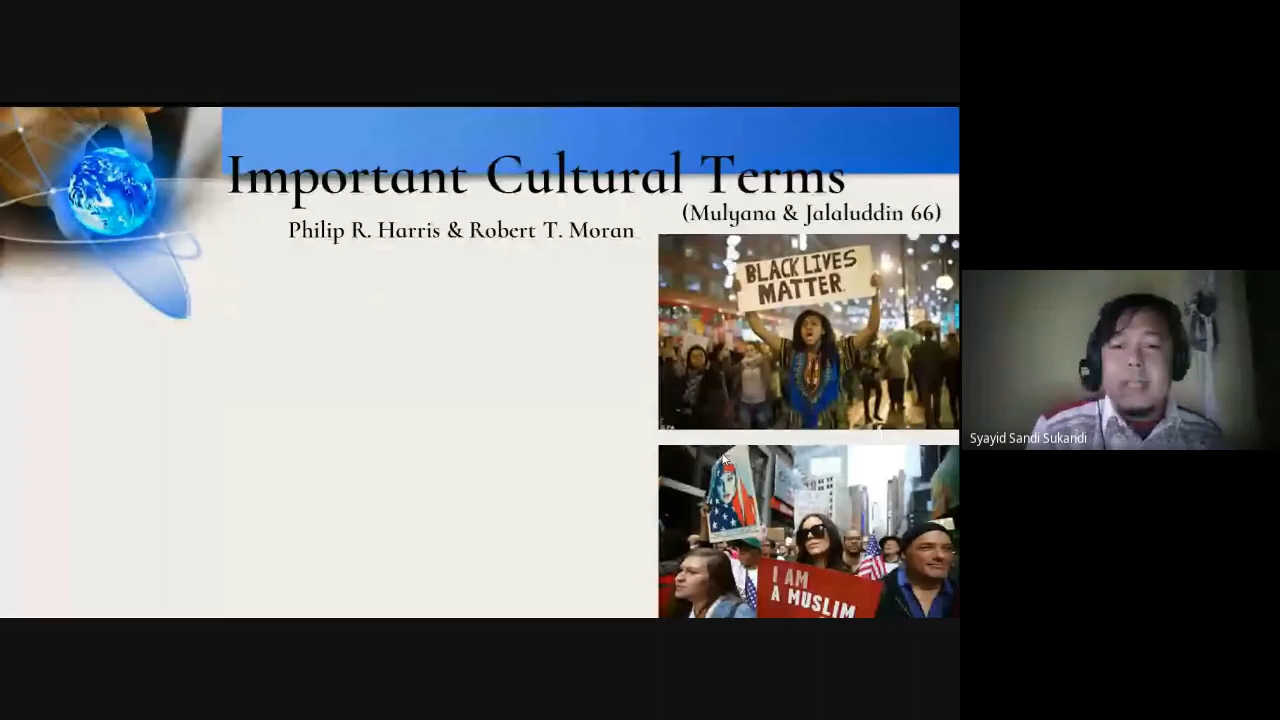 Important Cultural Terms
(Mulyana & Jalaluddin 66)
Philip R. Harris & Robert T. Moran
BLACK LIVES
MATTER
I AM
A MUSLIM
Syayid Sandi Sukandi